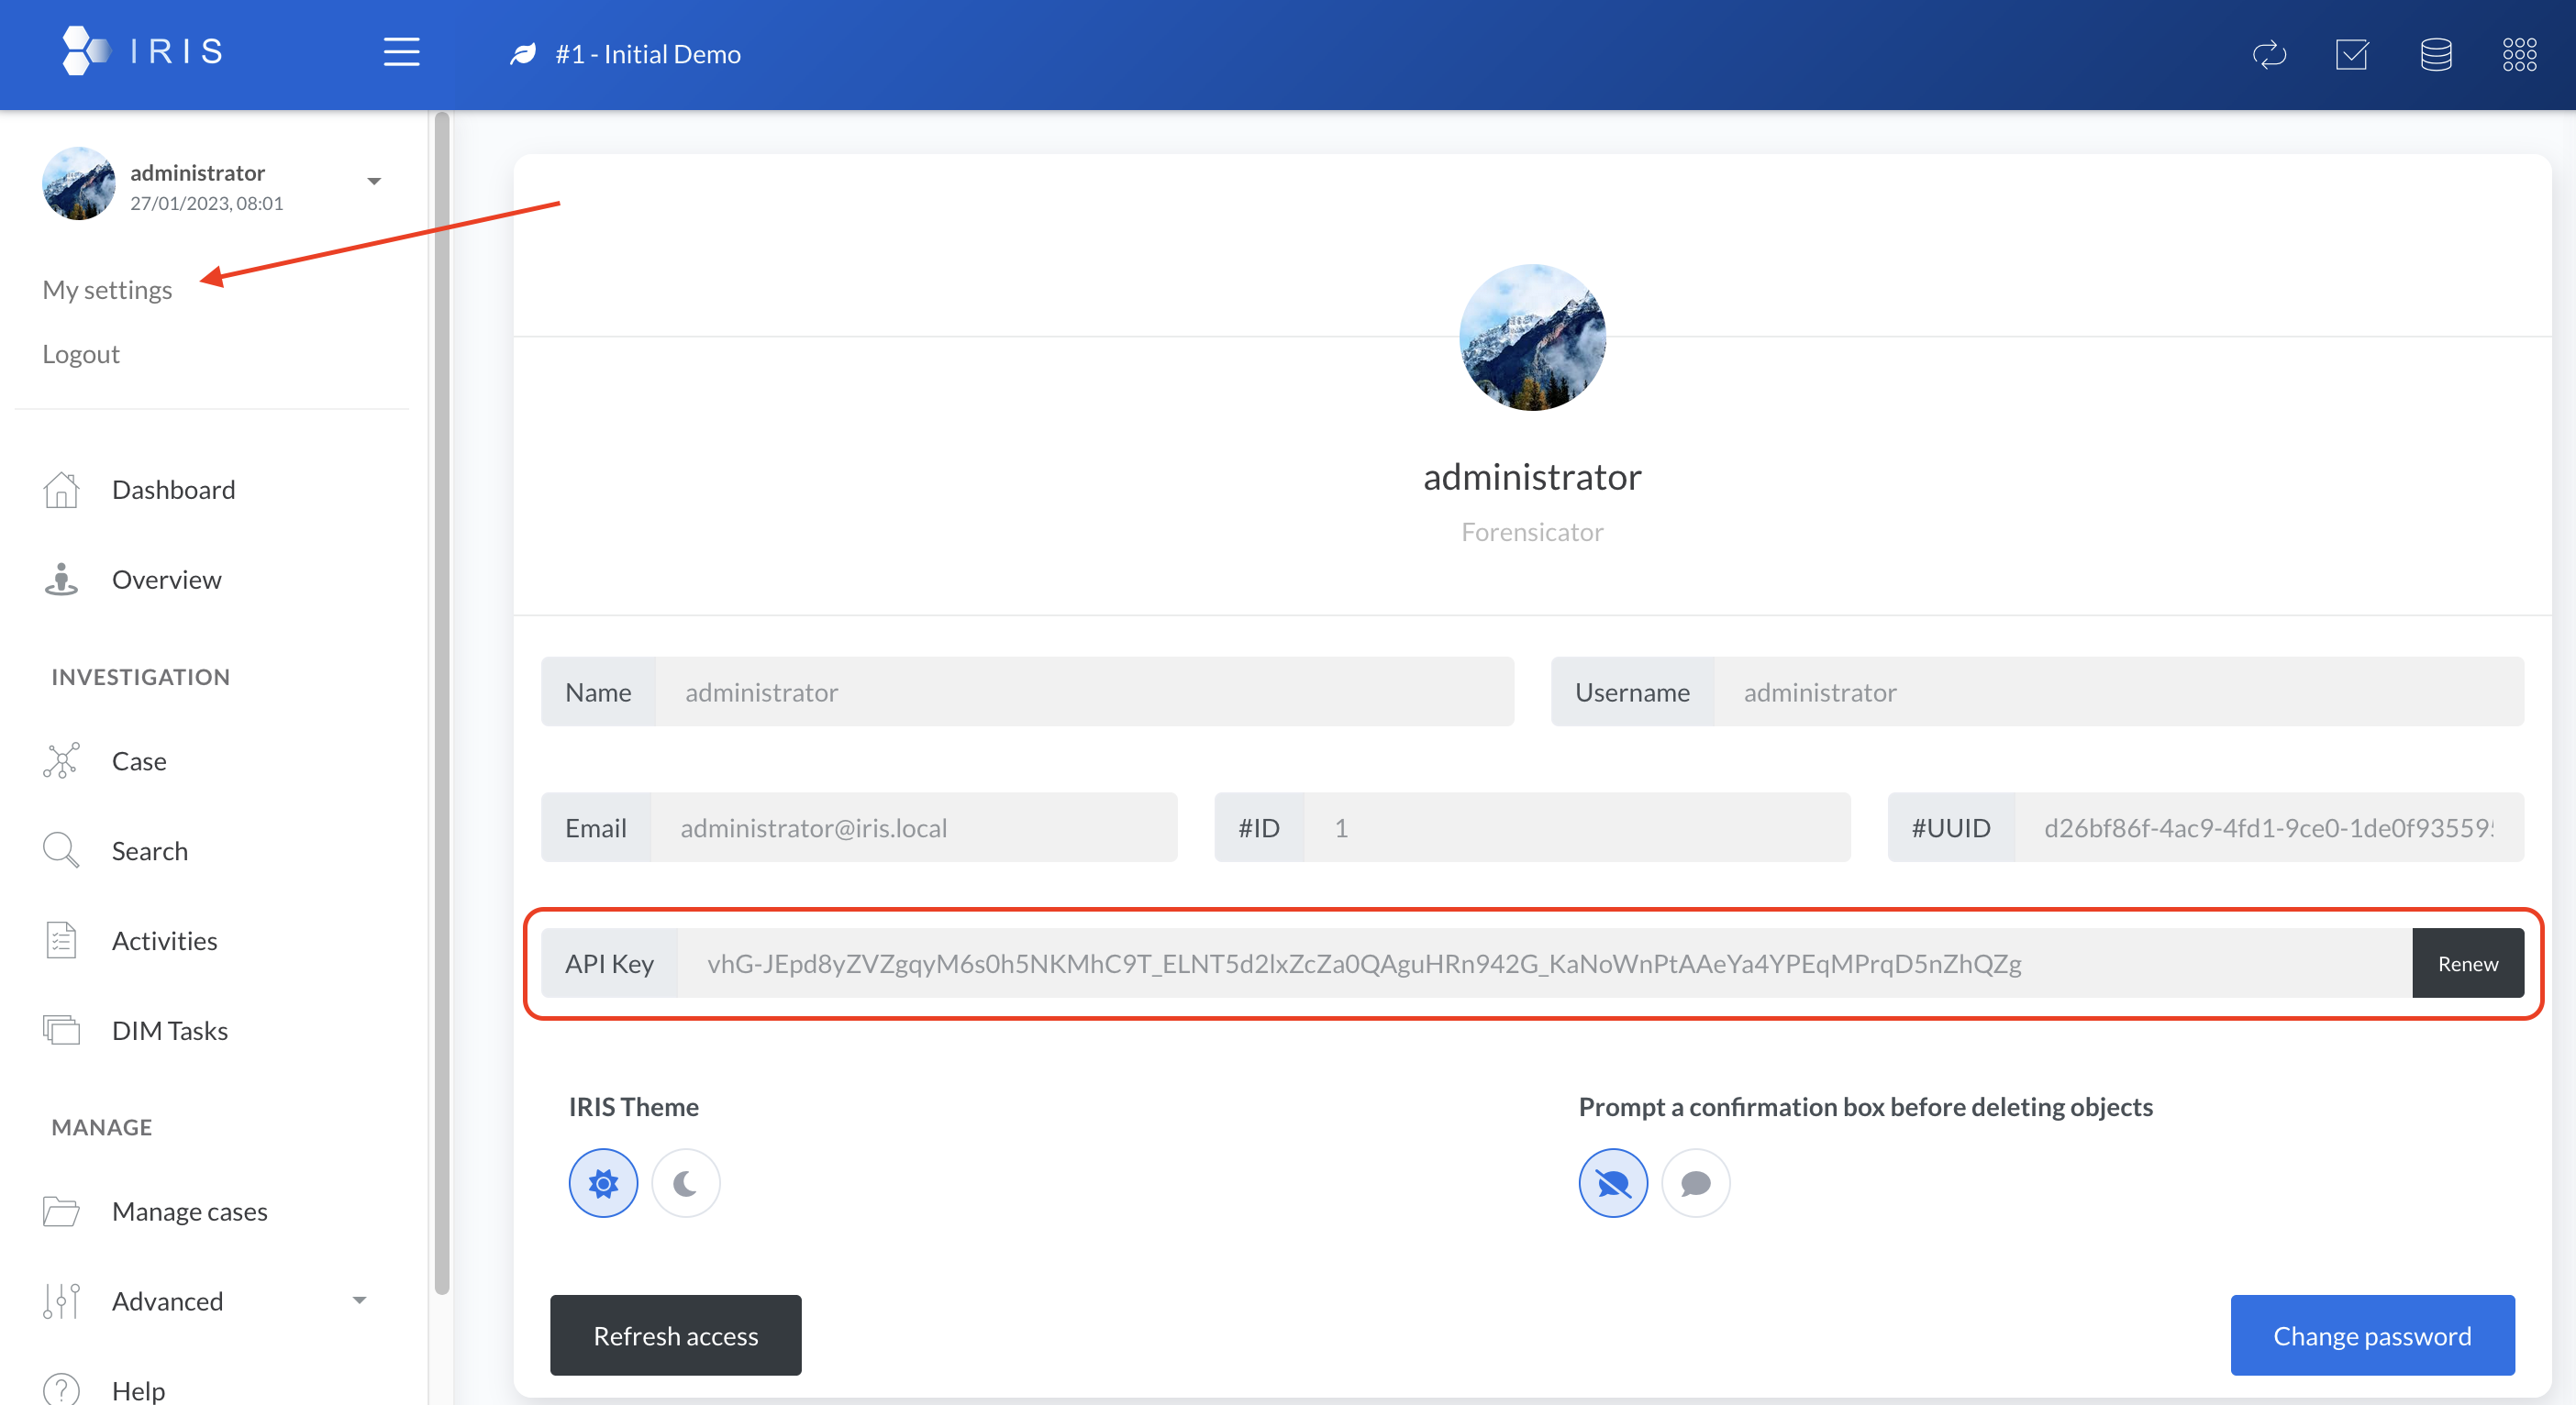 IRIS
#1 - Initial Demo
administrator
27/01/2023, 08:01
My settings
Logout
Dashboard
Overview
INVESTIGATION
Case
Search
Activities
DIM Tasks
MANAGE
Manage cases
Advanced
Help
administrator
Forensicator
Name administrator
Username administrator
Email administrator@iris.local
#ID 1
#UUID d26bf86f-4ac9-4fd1-9ce0-1de0f93559
API Key vhG-JEpd8yZVZgqyM6s0h5NKMhC9T_ELNT5d2lxZcZa0QAguHRn942G_KaNoWnPtAAeYa4YPEqMPrqD5nZhQZg
Renew
IRIS Theme
Prompt a confirmation box before deleting objects
Refresh access
Change password